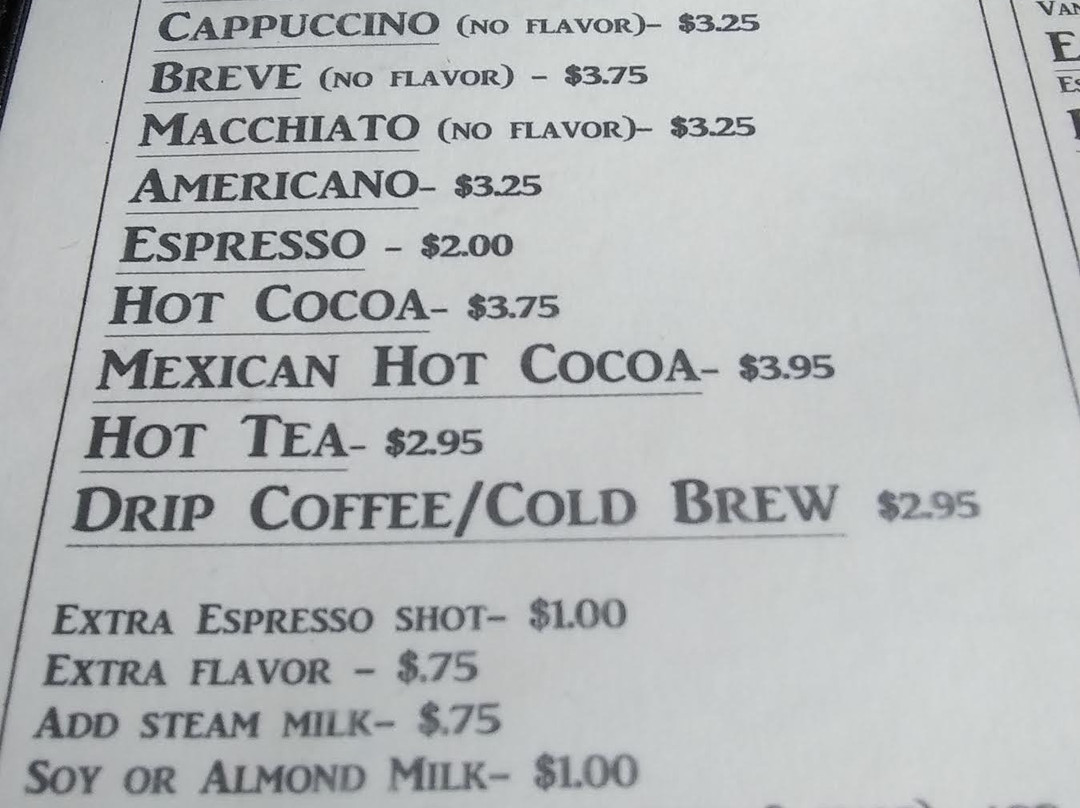 CAPPUCCINO (NO FLAVOR)– $3.25
BREVE (NO FLAVOR) – $3.75
MACCHIATO (NO FLAVOR)– $3.25
AMERICANO– $3.25
ESPRESSO – $2.00
HOT COCOA– $3.75
MEXICAN HOT COCOA– $3.95
HOT TEA– $2.95
DRIP COFFEE/COLD BREW $2.95
EXTRA ESPRESSO SHOT– $1.00
EXTRA FLAVOR – $.75
ADD STEAM MILK– $.75
SOY OR ALMOND MILK– $1.00